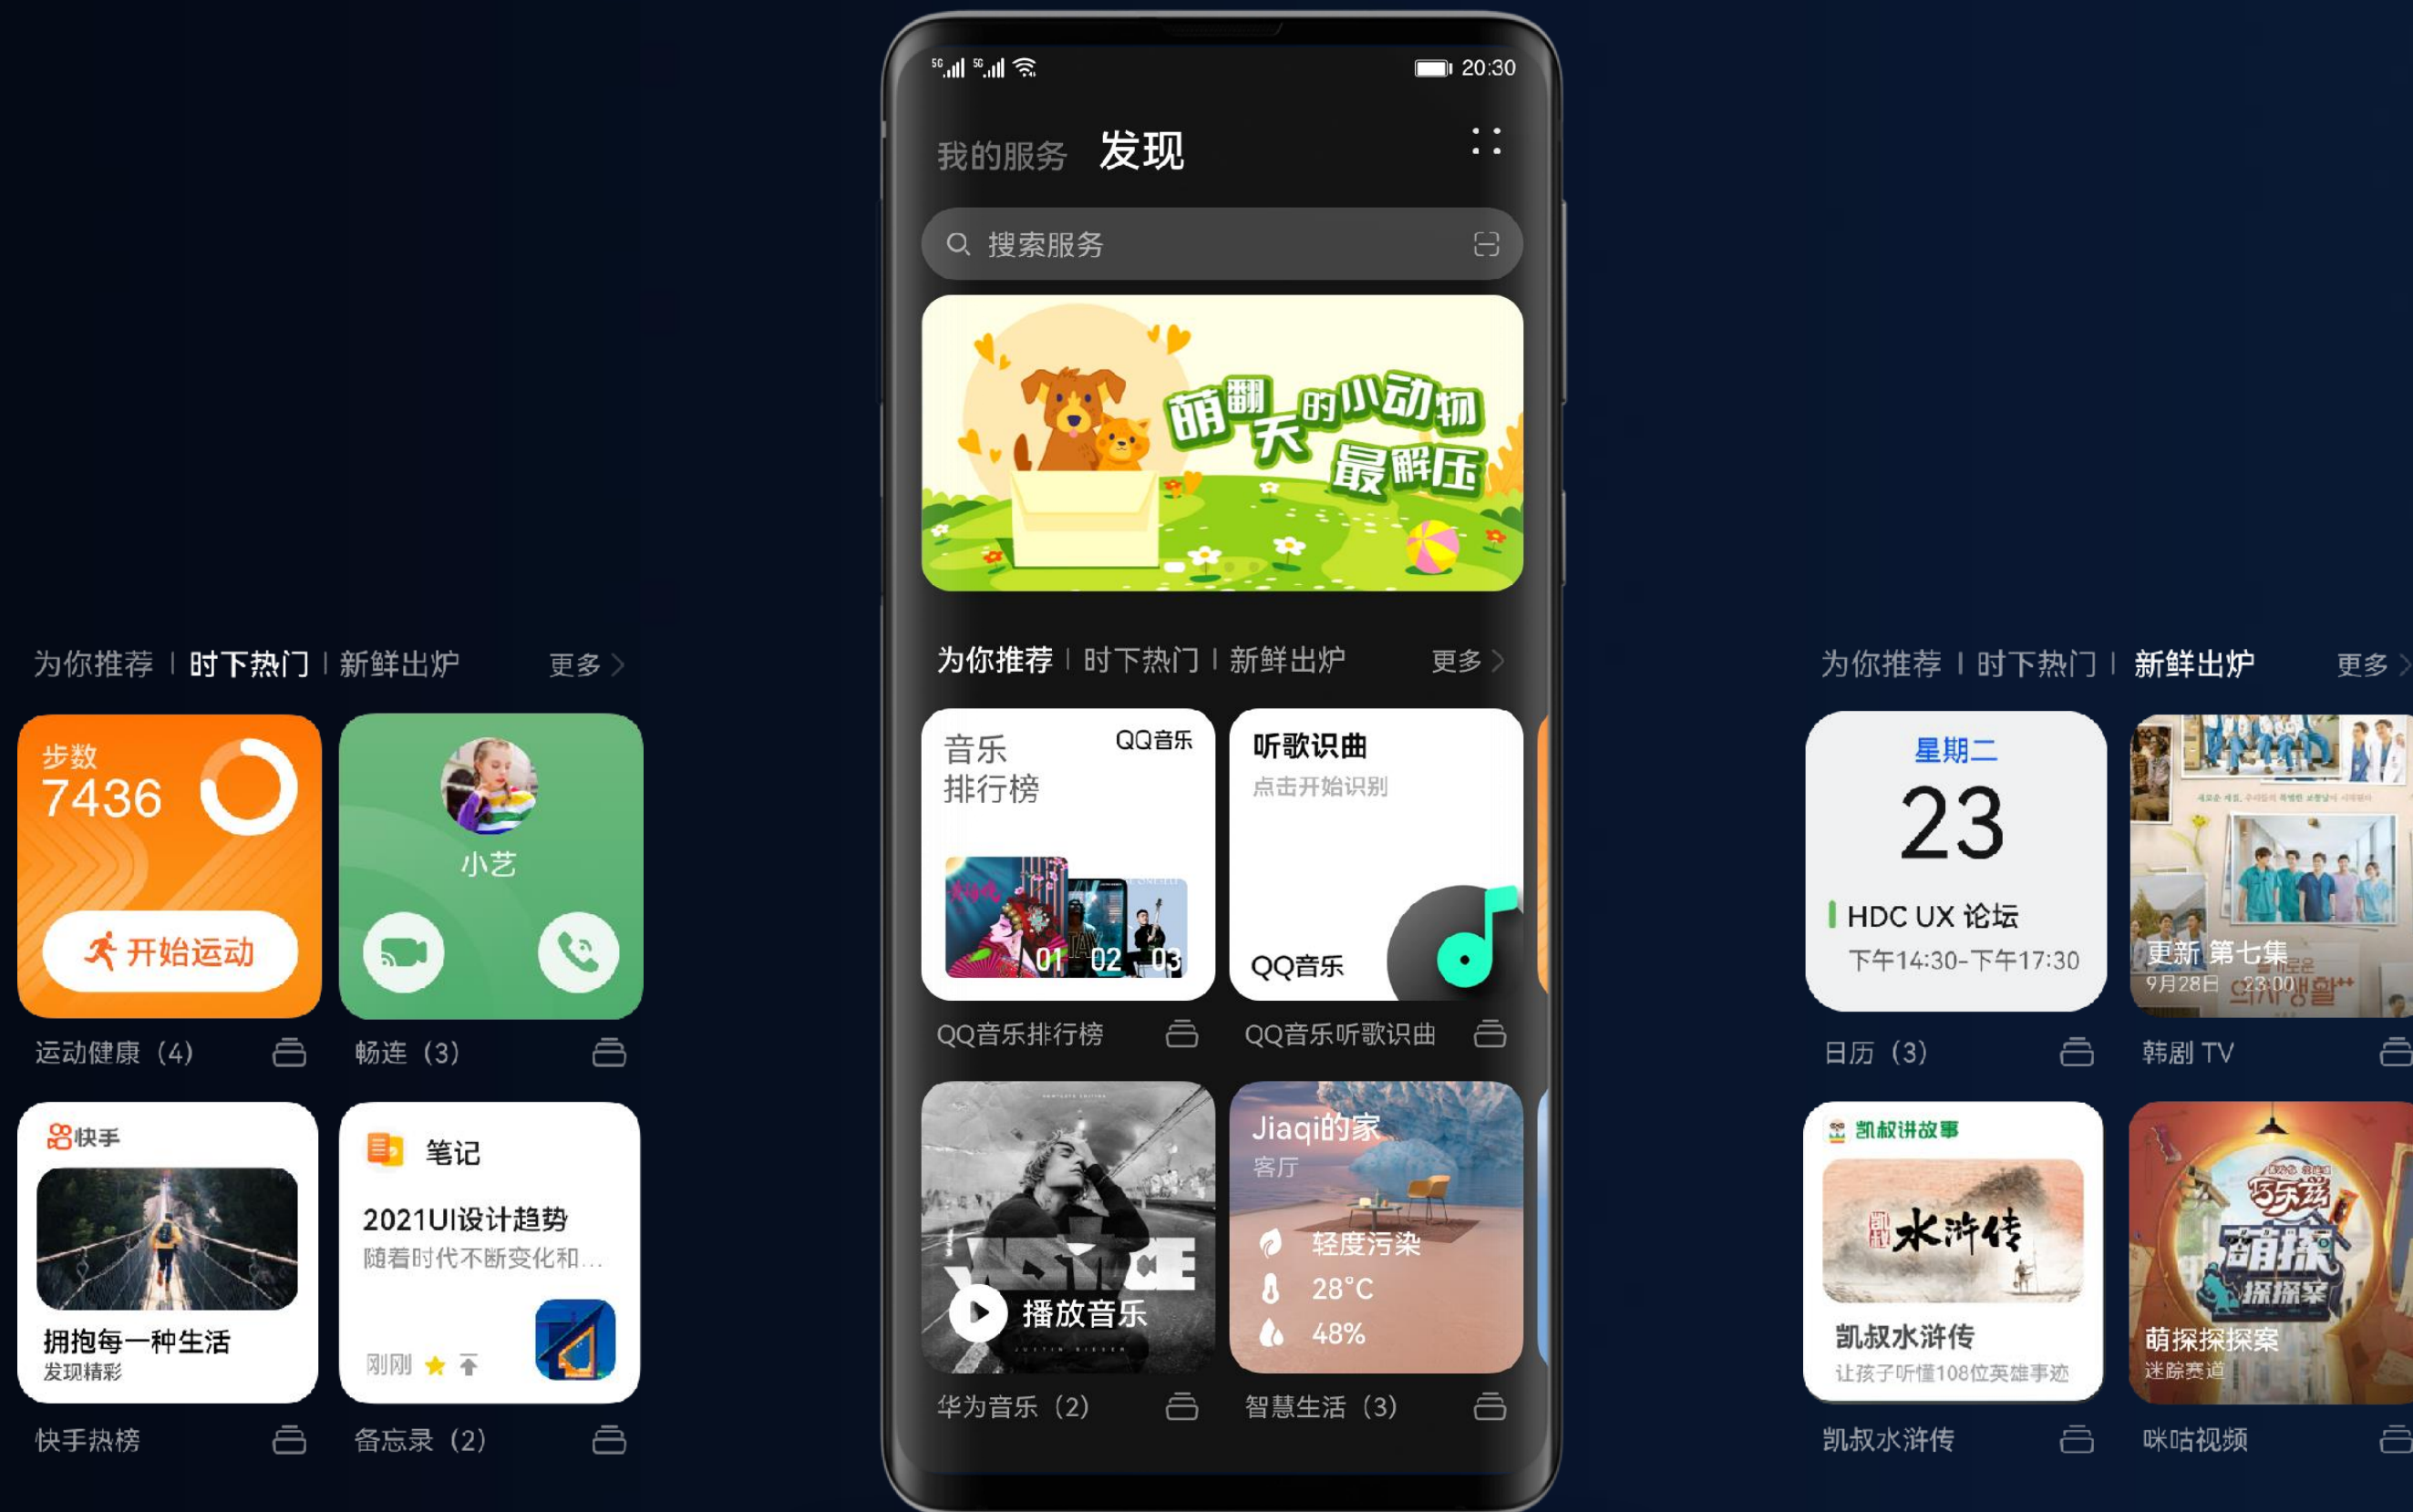 5G 5G 20:30
我的服务 发现
搜索服务
萌翻天的小动物
最解压
为你推荐 | 时下热门 | 新鲜出炉 更多
音乐
排行榜
QQ音乐
01 02 03
听歌识曲
点击开始识别
QQ音乐
QQ音乐排行榜
QQ音乐听歌识曲
播放音乐
JUSTIN BIEBER
Jiaqi的家
客厅
轻度污染
28°C
48%
华为音乐（2）
智慧生活（3）
为你推荐 | 时下热门 | 新鲜出炉 更多
步数
7436
开始运动
小艺
运动健康（4）
畅连（3）
快手
拥抱每一种生活
发现精彩
笔记
2021UI设计趋势
随着时代不断变化和...
刚刚
快手热榜
备忘录（2）
为你推荐 | 时下热门 | 新鲜出炉 更多
星期二
23
HDC UX 论坛
下午14:30-下午17:30
更新 第七集
9月28日 23:00
日历（3）
韩剧 TV
凯叔讲故事
凯叔
水浒传
凯叔水浒传
让孩子听懂108位英雄事迹
巧乐兹
萌探
探探案
萌探探探案
迷踪赛道
凯叔水浒传
咪咕视频